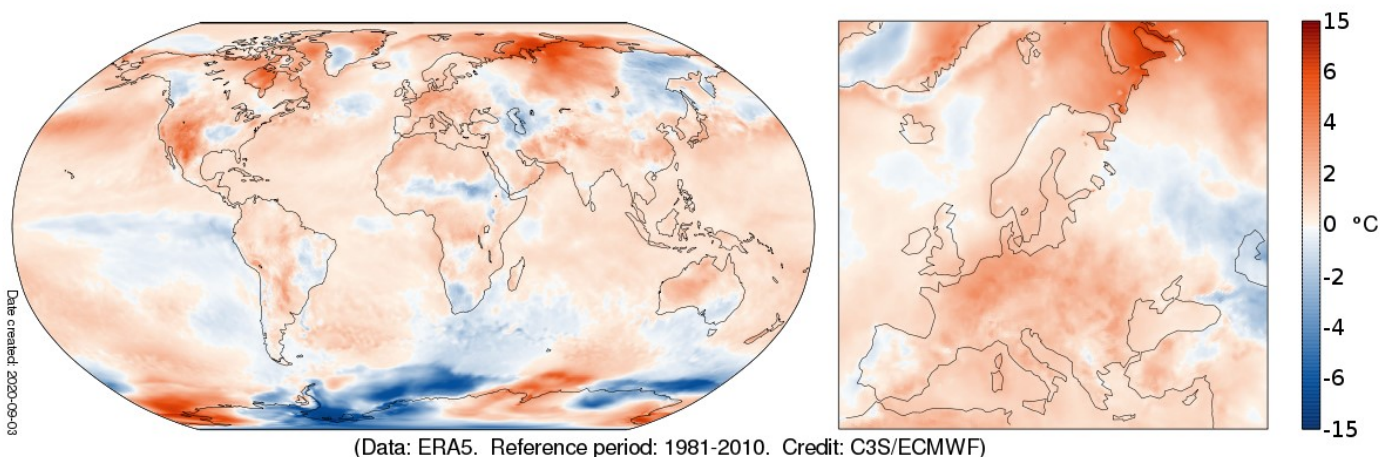 15
6
4
2
0 °C
-2
-4
-6
-15
Date created: 2020-09-03
(Data: ERA5.  Reference period: 1981-2010.  Credit: C3S/ECMWF)